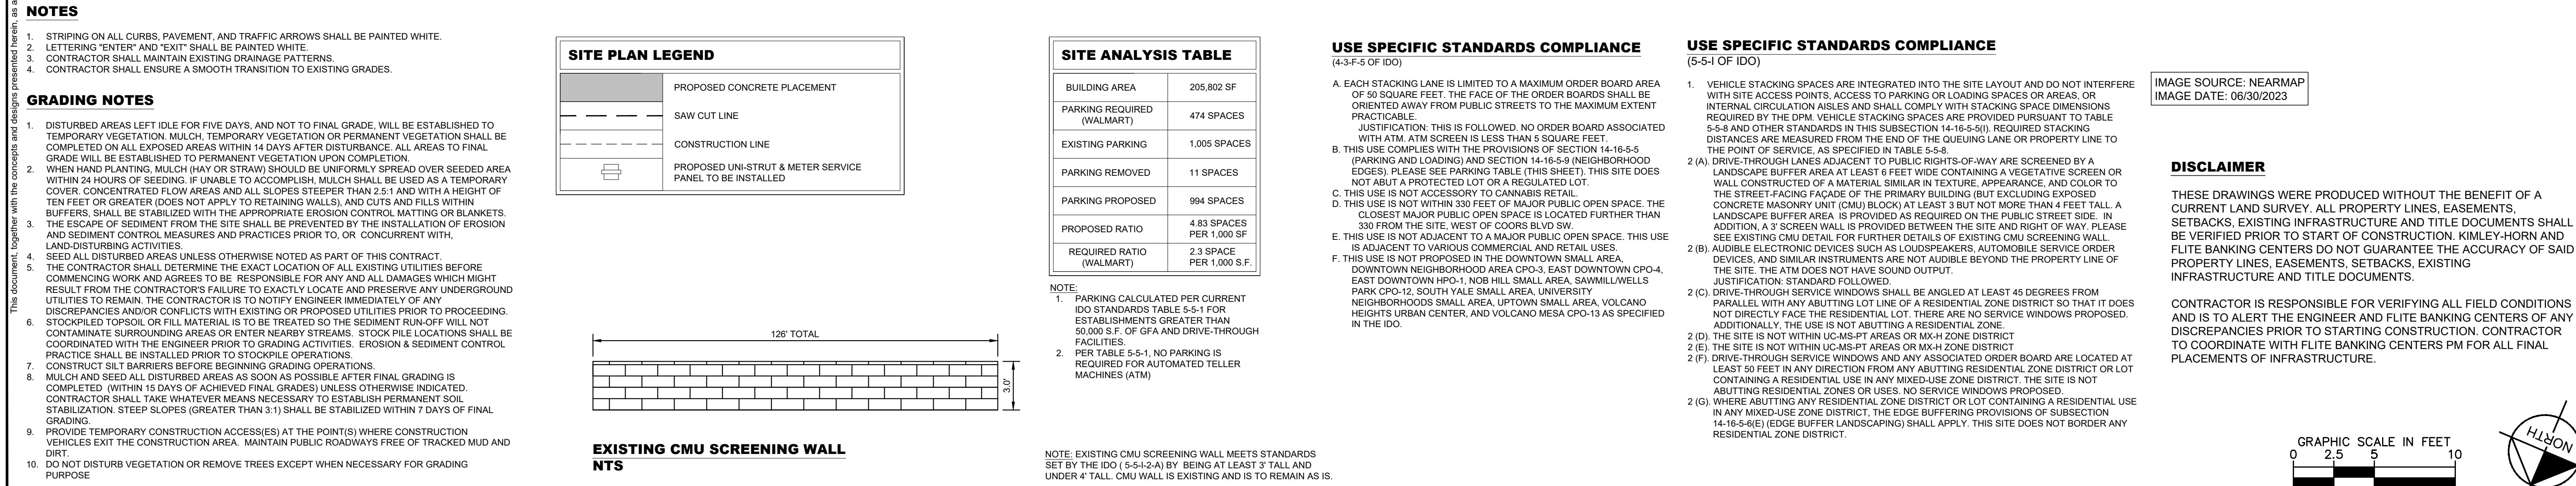 This document, together with the concepts and designs presented herein, as a
NOTES
1. STRIPING ON ALL CURBS, PAVEMENT, AND TRAFFIC ARROWS SHALL BE PAINTED WHITE.
2. LETTERING "ENTER" AND "EXIT" SHALL BE PAINTED WHITE.
3. CONTRACTOR SHALL MAINTAIN EXISTING DRAINAGE PATTERNS.
4. CONTRACTOR SHALL ENSURE A SMOOTH TRANSITION TO EXISTING GRADES.
GRADING NOTES
1. DISTURBED AREAS LEFT IDLE FOR FIVE DAYS, AND NOT TO FINAL GRADE, WILL BE ESTABLISHED TO
TEMPORARY VEGETATION. MULCH, TEMPORARY VEGETATION OR PERMANENT VEGETATION SHALL BE
COMPLETED ON ALL EXPOSED AREAS WITHIN 14 DAYS AFTER DISTURBANCE. ALL AREAS TO FINAL
GRADE WILL BE ESTABLISHED TO PERMANENT VEGETATION UPON COMPLETION.
2. WHEN HAND PLANTING, MULCH (HAY OR STRAW) SHOULD BE UNIFORMLY SPREAD OVER SEEDED AREA
WITHIN 24 HOURS OF SEEDING. IF UNABLE TO ACCOMPLISH, MULCH SHALL BE USED AS A TEMPORARY
COVER. CONCENTRATED FLOW AREAS AND ALL SLOPES STEEPER THAN 2.5:1 AND WITH A HEIGHT OF
TEN FEET OR GREATER (DOES NOT APPLY TO RETAINING WALLS), AND CUTS AND FILLS WITHIN
BUFFERS, SHALL BE STABILIZED WITH THE APPROPRIATE EROSION CONTROL MATTING OR BLANKETS.
3. THE ESCAPE OF SEDIMENT FROM THE SITE SHALL BE PREVENTED BY THE INSTALLATION OF EROSION
AND SEDIMENT CONTROL MEASURES AND PRACTICES PRIOR TO, OR CONCURRENT WITH,
LAND-DISTURBING ACTIVITIES.
4. SEED ALL DISTURBED AREAS UNLESS OTHERWISE NOTED AS PART OF THIS CONTRACT.
5. THE CONTRACTOR SHALL DETERMINE THE EXACT LOCATION OF ALL EXISTING UTILITIES BEFORE
COMMENCING WORK AND AGREES TO BE RESPONSIBLE FOR ANY AND ALL DAMAGES WHICH MIGHT
RESULT FROM THE CONTRACTOR'S FAILURE TO EXACTLY LOCATE AND PRESERVE ANY UNDERGROUND
UTILITIES TO REMAIN. THE CONTRACTOR IS TO NOTIFY ENGINEER IMMEDIATELY OF ANY
DISCREPANCIES AND/OR CONFLICTS WITH EXISTING OR PROPOSED UTILITIES PRIOR TO PROCEEDING.
6. STOCKPILED TOPSOIL OR FILL MATERIAL IS TO BE TREATED SO THE SEDIMENT RUN-OFF WILL NOT
CONTAMINATE SURROUNDING AREAS OR ENTER NEARBY STREAMS. STOCK PILE LOCATIONS SHALL BE
COORDINATED WITH THE ENGINEER PRIOR TO GRADING ACTIVITIES. EROSION & SEDIMENT CONTROL
PRACTICE SHALL BE INSTALLED PRIOR TO STOCKPILE OPERATIONS.
7. CONSTRUCT SILT BARRIERS BEFORE BEGINNING GRADING OPERATIONS.
8. MULCH AND SEED ALL DISTURBED AREAS AS SOON AS POSSIBLE AFTER FINAL GRADING IS
COMPLETED (WITHIN 15 DAYS OF ACHIEVED FINAL GRADES) UNLESS OTHERWISE INDICATED.
CONTRACTOR SHALL TAKE WHATEVER MEANS NECESSARY TO ESTABLISH PERMANENT SOIL
STABILIZATION. STEEP SLOPES (GREATER THAN 3:1) SHALL BE STABILIZED WITHIN 7 DAYS OF FINAL
GRADING.
9. PROVIDE TEMPORARY CONSTRUCTION ACCESS(ES) AT THE POINT(S) WHERE CONSTRUCTION
VEHICLES EXIT THE CONSTRUCTION AREA. MAINTAIN PUBLIC ROADWAYS FREE OF TRACKED MUD AND
DIRT.
10. DO NOT DISTURB VEGETATION OR REMOVE TREES EXCEPT WHEN NECESSARY FOR GRADING
PURPOSE
SITE PLAN LEGEND
PROPOSED CONCRETE PLACEMENT
SAW CUT LINE
CONSTRUCTION LINE
PROPOSED UNI-STRUT & METER SERVICE
PANEL TO BE INSTALLED
126' TOTAL
3.0'
EXISTING CMU SCREENING WALL
NTS
SITE ANALYSIS TABLE
BUILDING AREA 205,802 SF
PARKING REQUIRED
(WALMART) 474 SPACES
EXISTING PARKING 1,005 SPACES
PARKING REMOVED 11 SPACES
PARKING PROPOSED 994 SPACES
PROPOSED RATIO 4.83 SPACES
PER 1,000 SF
REQUIRED RATIO 2.3 SPACE
(WALMART) PER 1,000 S.F.
NOTE:
1. PARKING CALCULATED PER CURRENT
IDO STANDARDS TABLE 5-5-1 FOR
ESTABLISHMENTS GREATER THAN
50,000 S.F. OF GFA AND DRIVE-THROUGH
FACILITIES.
2. PER TABLE 5-5-1, NO PARKING IS
REQUIRED FOR AUTOMATED TELLER
MACHINES (ATM)
NOTE: EXISTING CMU SCREENING WALL MEETS STANDARDS
SET BY THE IDO ( 5-5-I-2-A) BY BEING AT LEAST 3' TALL AND
UNDER 4' TALL. CMU WALL IS EXISTING AND IS TO REMAIN AS IS.
USE SPECIFIC STANDARDS COMPLIANCE
(4-3-F-5 OF IDO)
A. EACH STACKING LANE IS LIMITED TO A MAXIMUM ORDER BOARD AREA
OF 50 SQUARE FEET. THE FACE OF THE ORDER BOARDS SHALL BE
ORIENTED AWAY FROM PUBLIC STREETS TO THE MAXIMUM EXTENT
PRACTICABLE.
JUSTIFICATION: THIS IS FOLLOWED. NO ORDER BOARD ASSOCIATED
WITH ATM. ATM SCREEN IS LESS THAN 5 SQUARE FEET.
B. THIS USE COMPLIES WITH THE PROVISIONS OF SECTION 14-16-5-5
(PARKING AND LOADING) AND SECTION 14-16-5-9 (NEIGHBORHOOD
EDGES). PLEASE SEE PARKING TABLE (THIS SHEET). THIS SITE DOES
NOT ABUT A PROTECTED LOT OR A REGULATED LOT.
C. THIS USE IS NOT ACCESSORY TO CANNABIS RETAIL.
D. THIS USE IS NOT WITHIN 330 FEET OF MAJOR PUBLIC OPEN SPACE. THE
CLOSEST MAJOR PUBLIC OPEN SPACE IS LOCATED FURTHER THAN
330 FROM THE SITE, WEST OF COORS BLVD SW.
E. THIS USE IS NOT ADJACENT TO A MAJOR PUBLIC OPEN SPACE. THIS USE
IS ADJACENT TO VARIOUS COMMERCIAL AND RETAIL USES.
F. THIS USE IS NOT PROPOSED IN THE DOWNTOWN SMALL AREA,
DOWNTOWN NEIGHBORHOOD AREA CPO-3, EAST DOWNTOWN CPO-4,
EAST DOWNTOWN HPO-1, NOB HILL SMALL AREA, SAWMILL/WELLS
PARK CPO-12, SOUTH YALE SMALL AREA, UNIVERSITY
NEIGHBORHOODS SMALL AREA, UPTOWN SMALL AREA, VOLCANO
HEIGHTS URBAN CENTER, AND VOLCANO MESA CPO-13 AS SPECIFIED
IN THE IDO.
USE SPECIFIC STANDARDS COMPLIANCE
(5-5-I OF IDO)
1. VEHICLE STACKING SPACES ARE INTEGRATED INTO THE SITE LAYOUT AND DO NOT INTERFERE
WITH SITE ACCESS POINTS, ACCESS TO PARKING OR LOADING SPACES OR AREAS, OR
INTERNAL CIRCULATION AISLES AND SHALL COMPLY WITH STACKING SPACE DIMENSIONS
REQUIRED BY THE DPM. VEHICLE STACKING SPACES ARE PROVIDED PURSUANT TO TABLE
5-5-8 AND OTHER STANDARDS IN THIS SUBSECTION 14-16-5-5(I). REQUIRED STACKING
DISTANCES ARE MEASURED FROM THE END OF THE QUEUING LANE OR PROPERTY LINE TO
THE POINT OF SERVICE, AS SPECIFIED IN TABLE 5-5-8.
2 (A). DRIVE-THROUGH LANES ADJACENT TO PUBLIC RIGHTS-OF-WAY ARE SCREENED BY A
LANDSCAPE BUFFER AREA AT LEAST 6 FEET WIDE CONTAINING A VEGETATIVE SCREEN OR
WALL CONSTRUCTED OF A MATERIAL SIMILAR IN TEXTURE, APPEARANCE, AND COLOR TO
THE STREET-FACING FAÇADE OF THE PRIMARY BUILDING (BUT EXCLUDING EXPOSED
CONCRETE MASONRY UNIT (CMU) BLOCK) AT LEAST 3 BUT NOT MORE THAN 4 FEET TALL. A
LANDSCAPE BUFFER AREA IS PROVIDED AS REQUIRED ON THE PUBLIC STREET SIDE. IN
ADDITION, A 3' SCREEN WALL IS PROVIDED BETWEEN THE SITE AND RIGHT OF WAY. PLEASE
SEE EXISTING CMU DETAIL FOR FURTHER DETAILS OF EXISTING CMU SCREENING WALL.
2 (B). AUDIBLE ELECTRONIC DEVICES SUCH AS LOUDSPEAKERS, AUTOMOBILE SERVICE ORDER
DEVICES, AND SIMILAR INSTRUMENTS ARE NOT AUDIBLE BEYOND THE PROPERTY LINE OF
THE SITE. THE ATM DOES NOT HAVE SOUND OUTPUT.
JUSTIFICATION: STANDARD FOLLOWED.
2 (C). DRIVE-THROUGH SERVICE WINDOWS SHALL BE ANGLED AT LEAST 45 DEGREES FROM
PARALLEL WITH ANY ABUTTING LOT LINE OF A RESIDENTIAL ZONE DISTRICT SO THAT IT DOES
NOT DIRECTLY FACE THE RESIDENTIAL LOT. THERE ARE NO SERVICE WINDOWS PROPOSED.
ADDITIONALLY, THE USE IS NOT ABUTTING A RESIDENTIAL ZONE.
2 (D). THE SITE IS NOT WITHIN UC-MS-PT AREAS OR MX-H ZONE DISTRICT
2 (E). THE SITE IS NOT WITHIN UC-MS-PT AREAS OR MX-H ZONE DISTRICT
2 (F). DRIVE-THROUGH SERVICE WINDOWS AND ANY ASSOCIATED ORDER BOARD ARE LOCATED AT
LEAST 50 FEET IN ANY DIRECTION FROM ANY ABUTTING RESIDENTIAL ZONE DISTRICT OR LOT
CONTAINING A RESIDENTIAL USE IN ANY MIXED-USE ZONE DISTRICT. THE SITE IS NOT
ABUTTING RESIDENTIAL ZONES OR USES. NO SERVICE WINDOWS PROPOSED.
2 (G). WHERE ABUTTING ANY RESIDENTIAL ZONE DISTRICT OR LOT CONTAINING A RESIDENTIAL USE
IN ANY MIXED-USE ZONE DISTRICT, THE EDGE BUFFERING PROVISIONS OF SUBSECTION
14-16-5-6(E) (EDGE BUFFER LANDSCAPING) SHALL APPLY. THIS SITE DOES NOT BORDER ANY
RESIDENTIAL ZONE DISTRICT.
IMAGE SOURCE: NEARMAP
IMAGE DATE: 06/30/2023
DISCLAIMER
THESE DRAWINGS WERE PRODUCED WITHOUT THE BENEFIT OF A
CURRENT LAND SURVEY. ALL PROPERTY LINES, EASEMENTS,
SETBACKS, EXISTING INFRASTRUCTURE AND TITLE DOCUMENTS SHALL
BE VERIFIED PRIOR TO START OF CONSTRUCTION. KIMLEY-HORN AND
FLITE BANKING CENTERS DO NOT GUARANTEE THE ACCURACY OF SAID
PROPERTY LINES, EASEMENTS, SETBACKS, EXISTING
INFRASTRUCTURE AND TITLE DOCUMENTS.
CONTRACTOR IS RESPONSIBLE FOR VERIFYING ALL FIELD CONDITIONS
AND IS TO ALERT THE ENGINEER AND FLITE BANKING CENTERS OF ANY
DISCREPANCIES PRIOR TO STARTING CONSTRUCTION. CONTRACTOR
TO COORDINATE WITH FLITE BANKING CENTERS PM FOR ALL FINAL
PLACEMENTS OF INFRASTRUCTURE.
GRAPHIC SCALE IN FEET
0 2.5 5 10
NORTH